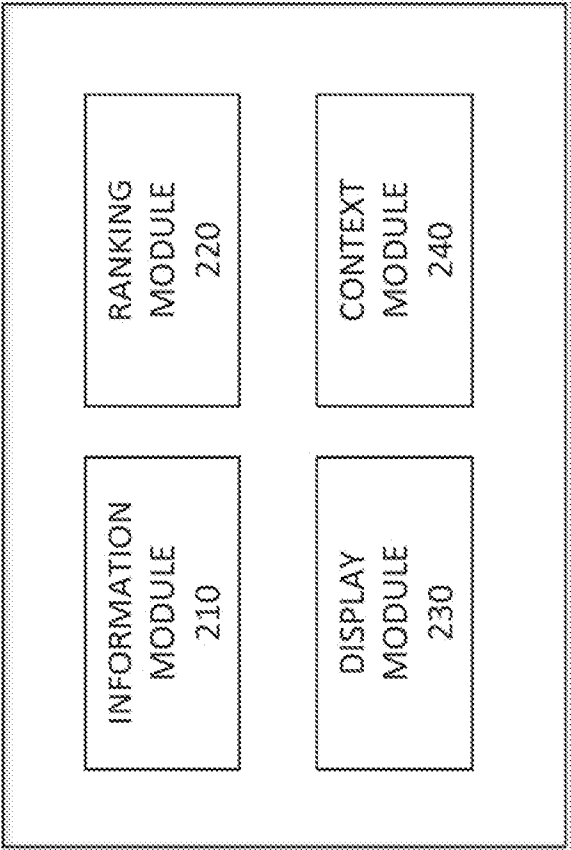 INFORMATION
MODULE
210
RANKING
MODULE
220
DISPLAY
MODULE
230
CONTEXT
MODULE
240